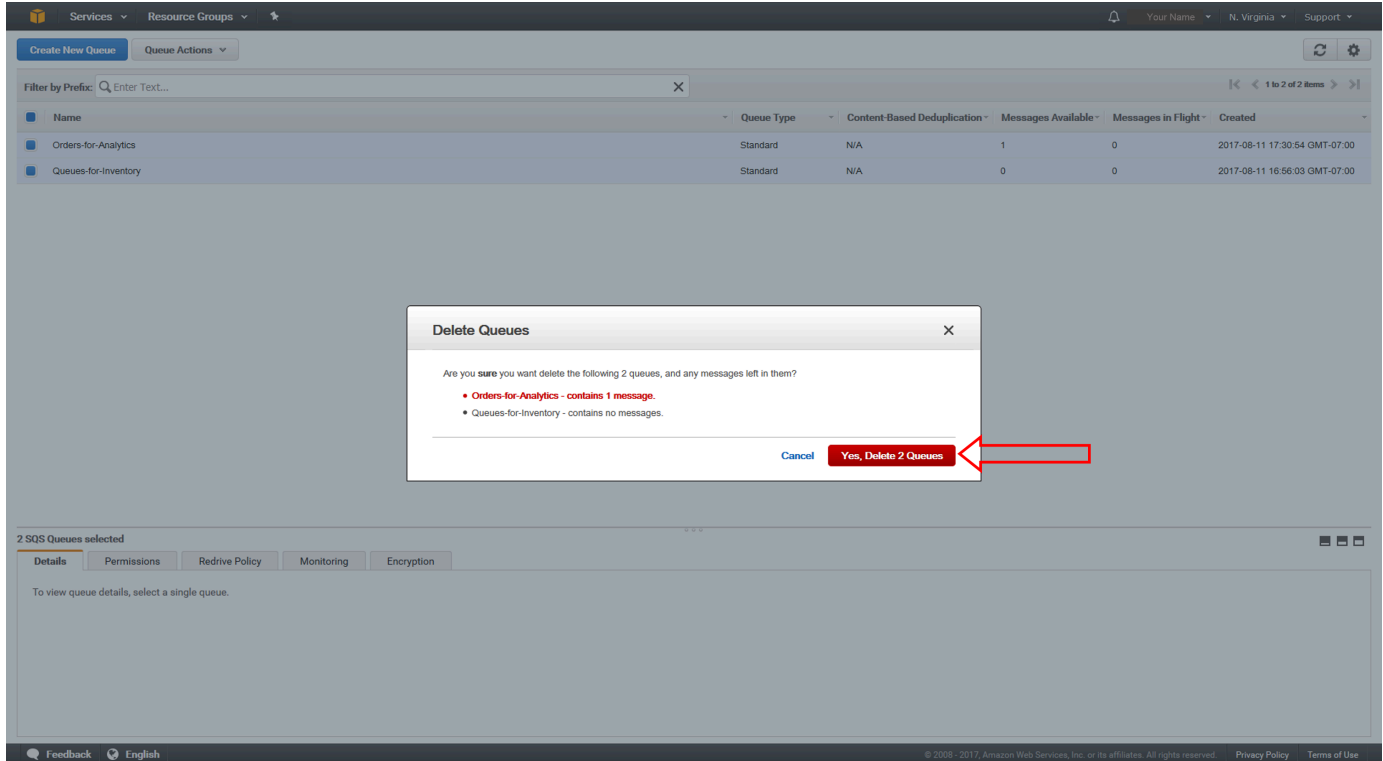 Services Resource Groups Your Name N. Virginia Support
Create New Queue Queue Actions
Filter by Prefix: Enter Text... 1 to 2 of 2 items
Name Queue Type Content-Based Deduplication Messages Available Messages in Flight Created
Orders-for-Analytics Standard N/A 1 0 2017-08-11 17:30:54 GMT-07:00
Queues-for-Inventory Standard N/A 0 0 2017-08-11 16:56:03 GMT-07:00
Delete Queues
Are you sure you want delete the following 2 queues, and any messages left in them?
• Orders-for-Analytics - contains 1 message.
• Queues-for-Inventory - contains no messages.
Cancel Yes, Delete 2 Queues
2 SQS Queues selected
Details Permissions Redrive Policy Monitoring Encryption
To view queue details, select a single queue.
Feedback English © 2008 - 2017, Amazon Web Services, Inc. or its affiliates. All rights reserved. Privacy Policy Terms of Use